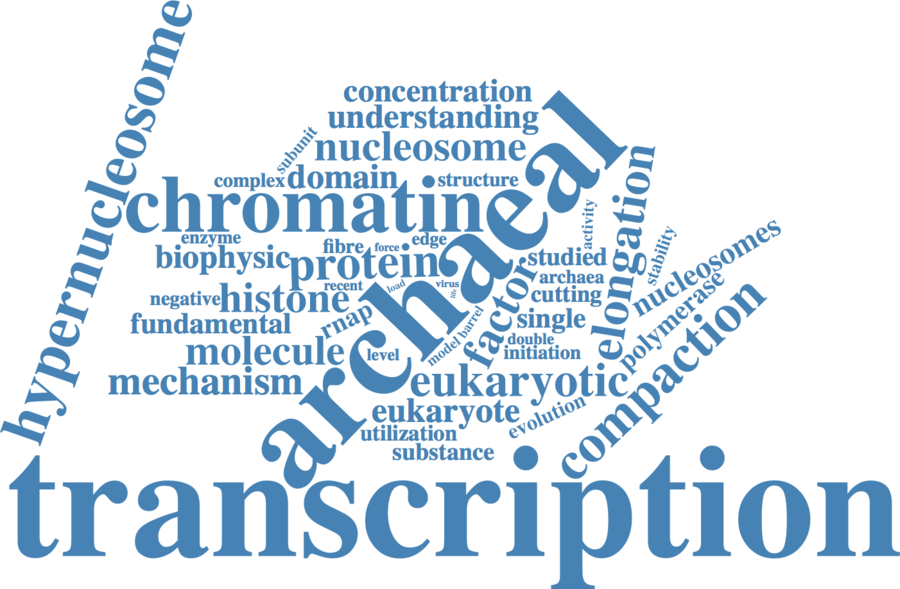 hypernucleosome
concentration
understanding
subunit
nucleosome
archaeal
complex
domain
structure
elongation
chromatine
activity
enzyme
fibre
force
edge
biophysic
protein
studied
stability
nucleosomes
recent
load
virus
life
archaea
factor
negative
histone
rnap
cutting
polymerase
fundamental
single
compaction
molecule
level
model
barrel
double
initiation
mechanism
eukaryotic
eukaryote
evolution
utilization
substance
transcription